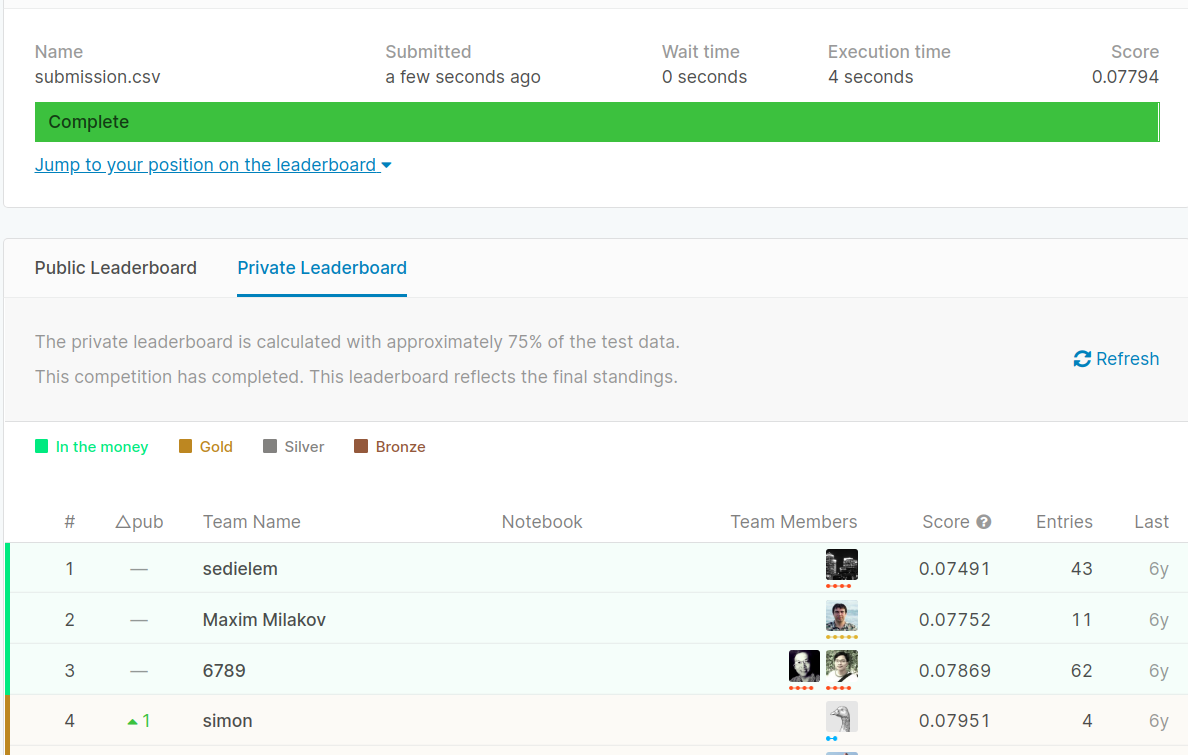 Name Submitted Wait time Execution time Score
submission.csv a few seconds ago 0 seconds 4 seconds 0.07794
Complete
Jump to your position on the leaderboard
Public Leaderboard Private Leaderboard
The private leaderboard is calculated with approximately 75% of the test data.
This competition has completed. This leaderboard reflects the final standings.
Refresh
In the money Gold Silver Bronze
# △pub Team Name Notebook Team Members Score ? Entries Last
1 — sedielem 0.07491 43 6y
2 — Maxim Milakov 0.07752 11 6y
3 — 6789 0.07869 62 6y
4 ▲1 simon 0.07951 4 6y